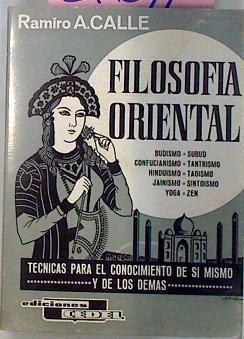 Ramiro A.CALLE
FILOSOFIA
ORIENTAL
BUDISMO - SUBUD
CONFUCIANISMO - TANTRISMO
HINDUISMO - TAOISMO
JAINISMO - SINTOISMO
YOGA - ZEN
TECNICAS PARA EL CONOCIMIENTO DE SI MISMO
Y DE LOS DEMAS
ediciones
CEDEL